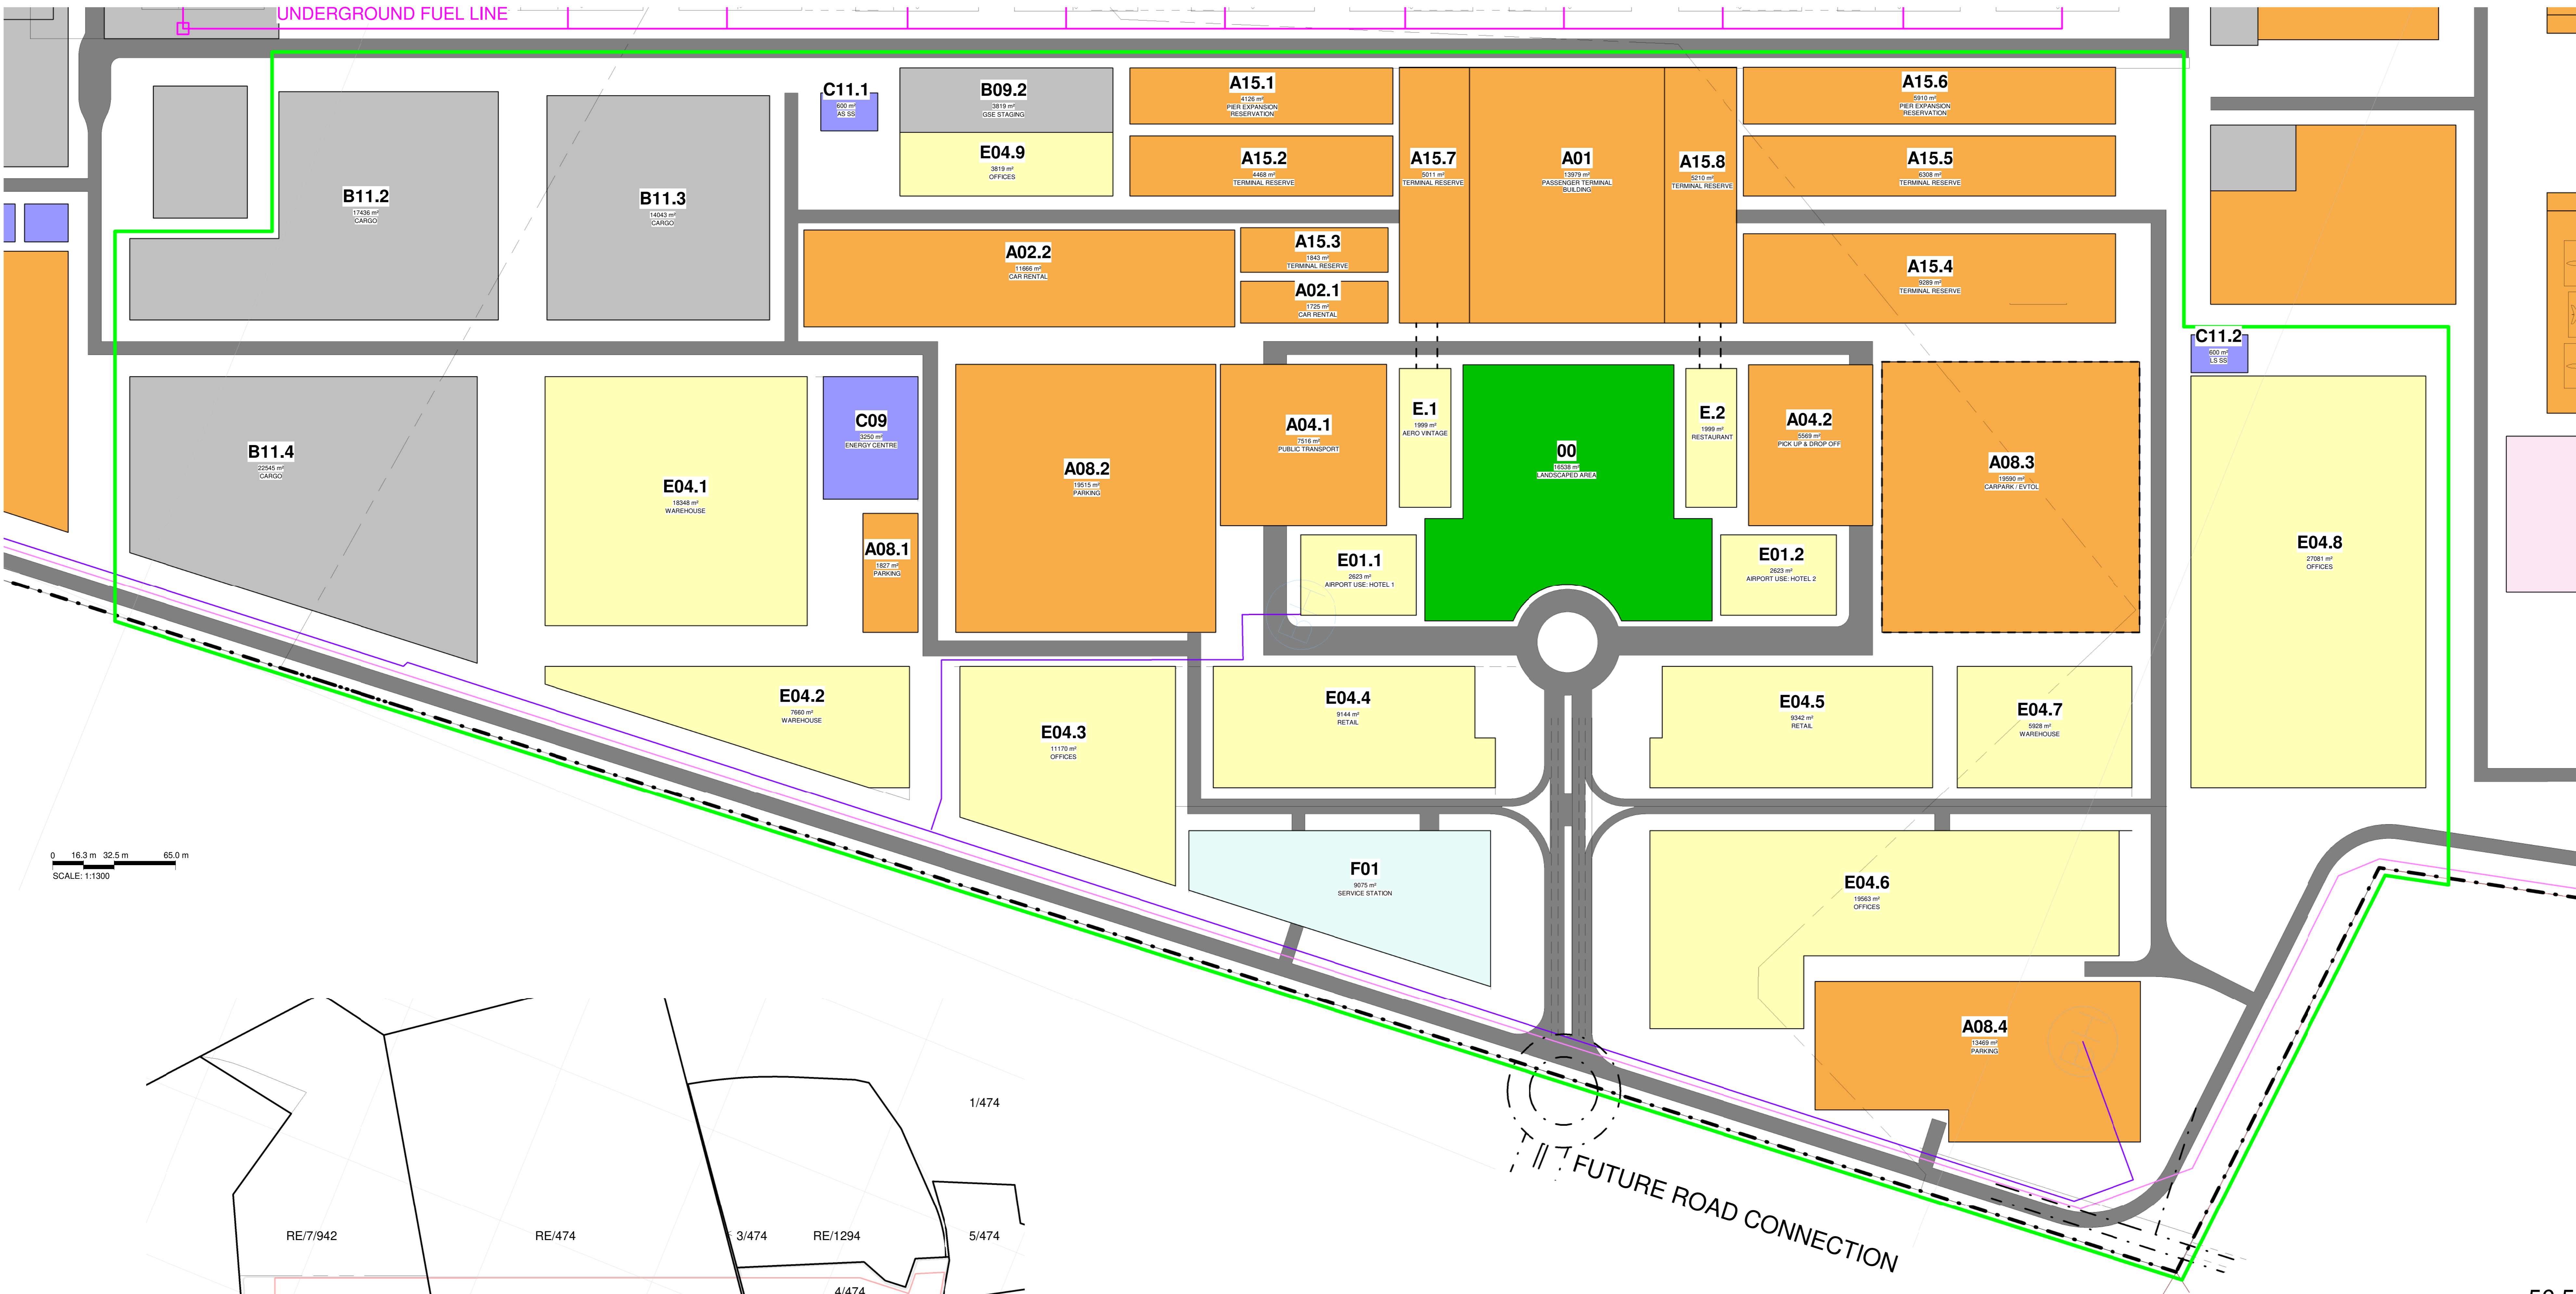 UNDERGROUND FUEL LINE
C11.1
600 m²
AS SS
B09.2
3819 m²
GSE STAGING
E04.9
3819 m²
OFFICES
A15.1
4126 m²
PIER EXPANSION
RESERVATION
A15.2
4468 m²
TERMINAL RESERVE
A15.7
5011 m²
TERMINAL RESERVE
A01
13979 m²
PASSENGER TERMINAL
BUILDING
A15.8
5210 m²
TERMINAL RESERVE
A15.6
5910 m²
PIER EXPANSION
RESERVATION
A15.5
6308 m²
TERMINAL RESERVE
B11.2
17436 m²
CARGO
B11.3
14043 m²
CARGO
A02.2
11666 m²
CAR RENTAL
A15.3
1843 m²
TERMINAL RESERVE
A02.1
1725 m²
CAR RENTAL
A15.4
9289 m²
TERMINAL RESERVE
C11.2
600 m²
LS SS
B11.4
22545 m²
CARGO
E04.1
18348 m²
WAREHOUSE
C09
3250 m²
ENERGY CENTRE
A08.1
1827 m²
PARKING
A08.2
19515 m²
PARKING
A04.1
7516 m²
PUBLIC TRANSPORT
E.1
1999 m²
AERO VINTAGE
00
16538 m²
LANDSCAPED AREA
E.2
1999 m²
RESTAURANT
A04.2
5569 m²
PICK UP & DROP OFF
A08.3
19590 m²
CARPARK / EVTOL
E01.1
2623 m²
AIRPORT USE: HOTEL 1
E01.2
2623 m²
AIRPORT USE: HOTEL 2
E04.8
27081 m²
OFFICES
E04.2
7660 m²
WAREHOUSE
E04.3
11170 m²
OFFICES
E04.4
9144 m²
RETAIL
E04.5
9342 m²
RETAIL
E04.7
5928 m²
WAREHOUSE
F01
9075 m²
SERVICE STATION
E04.6
19563 m²
OFFICES
A08.4
13469 m²
PARKING
0 16.3 m 32.5 m 65.0 m
SCALE: 1:1300
FUTURE ROAD CONNECTION
1/474
RE/7/942
RE/474
3/474
RE/1294
5/474
4/474